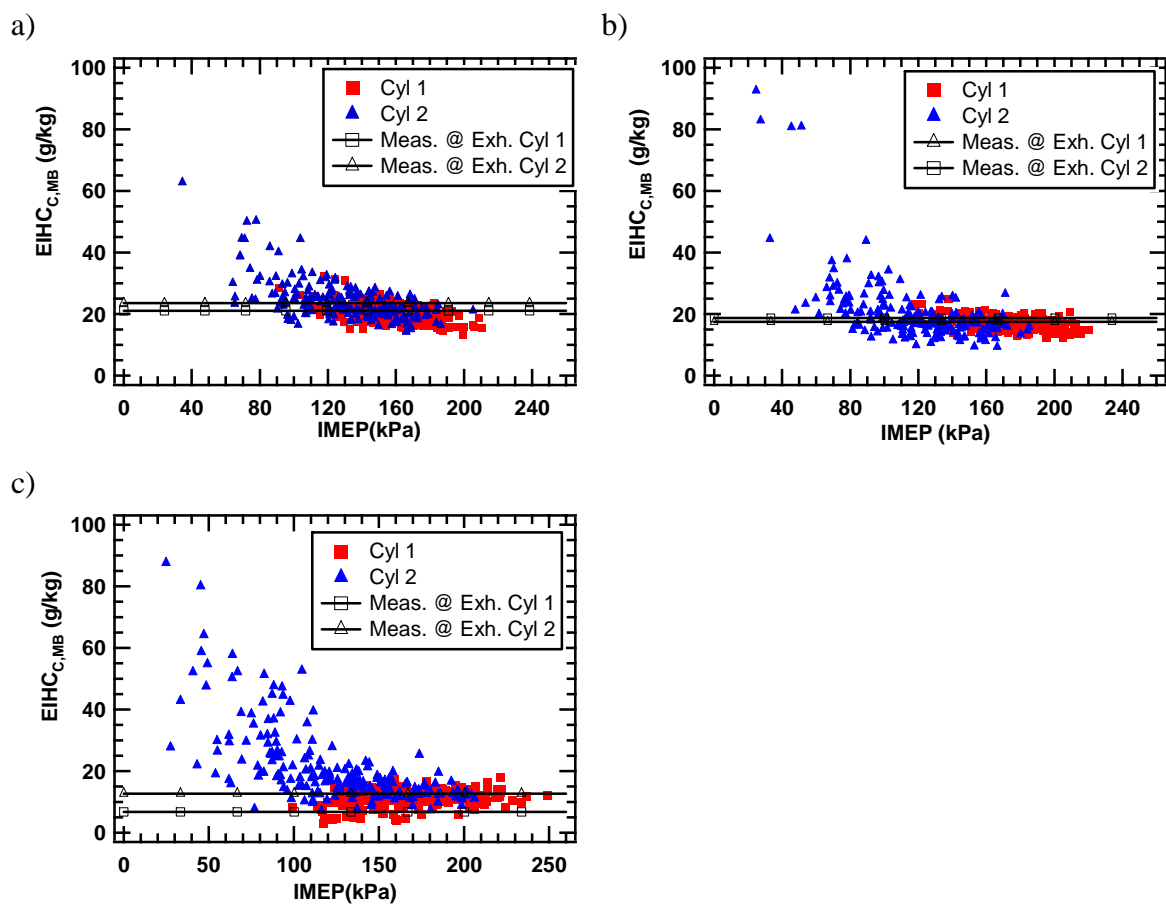 a)
100
80
60
40
20
0
EIHC_C,MB (g/kg)
Cyl 1
Cyl 2
Meas. @ Exh. Cyl 1
Meas. @ Exh. Cyl 2
0 40 80 120 160 200 240
IMEP(kPa)
b)
100
80
60
40
20
0
EIHC_C,MB (g/kg)
Cyl 1
Cyl 2
Meas. @ Exh. Cyl 1
Meas. @ Exh. Cyl 2
0 40 80 120 160 200 240
IMEP (kPa)
c)
100
80
60
40
20
0
EIHC_C,MB (g/kg)
Cyl 1
Cyl 2
Meas. @ Exh. Cyl 1
Meas. @ Exh. Cyl 2
0 50 100 150 200 250
IMEP(kPa)